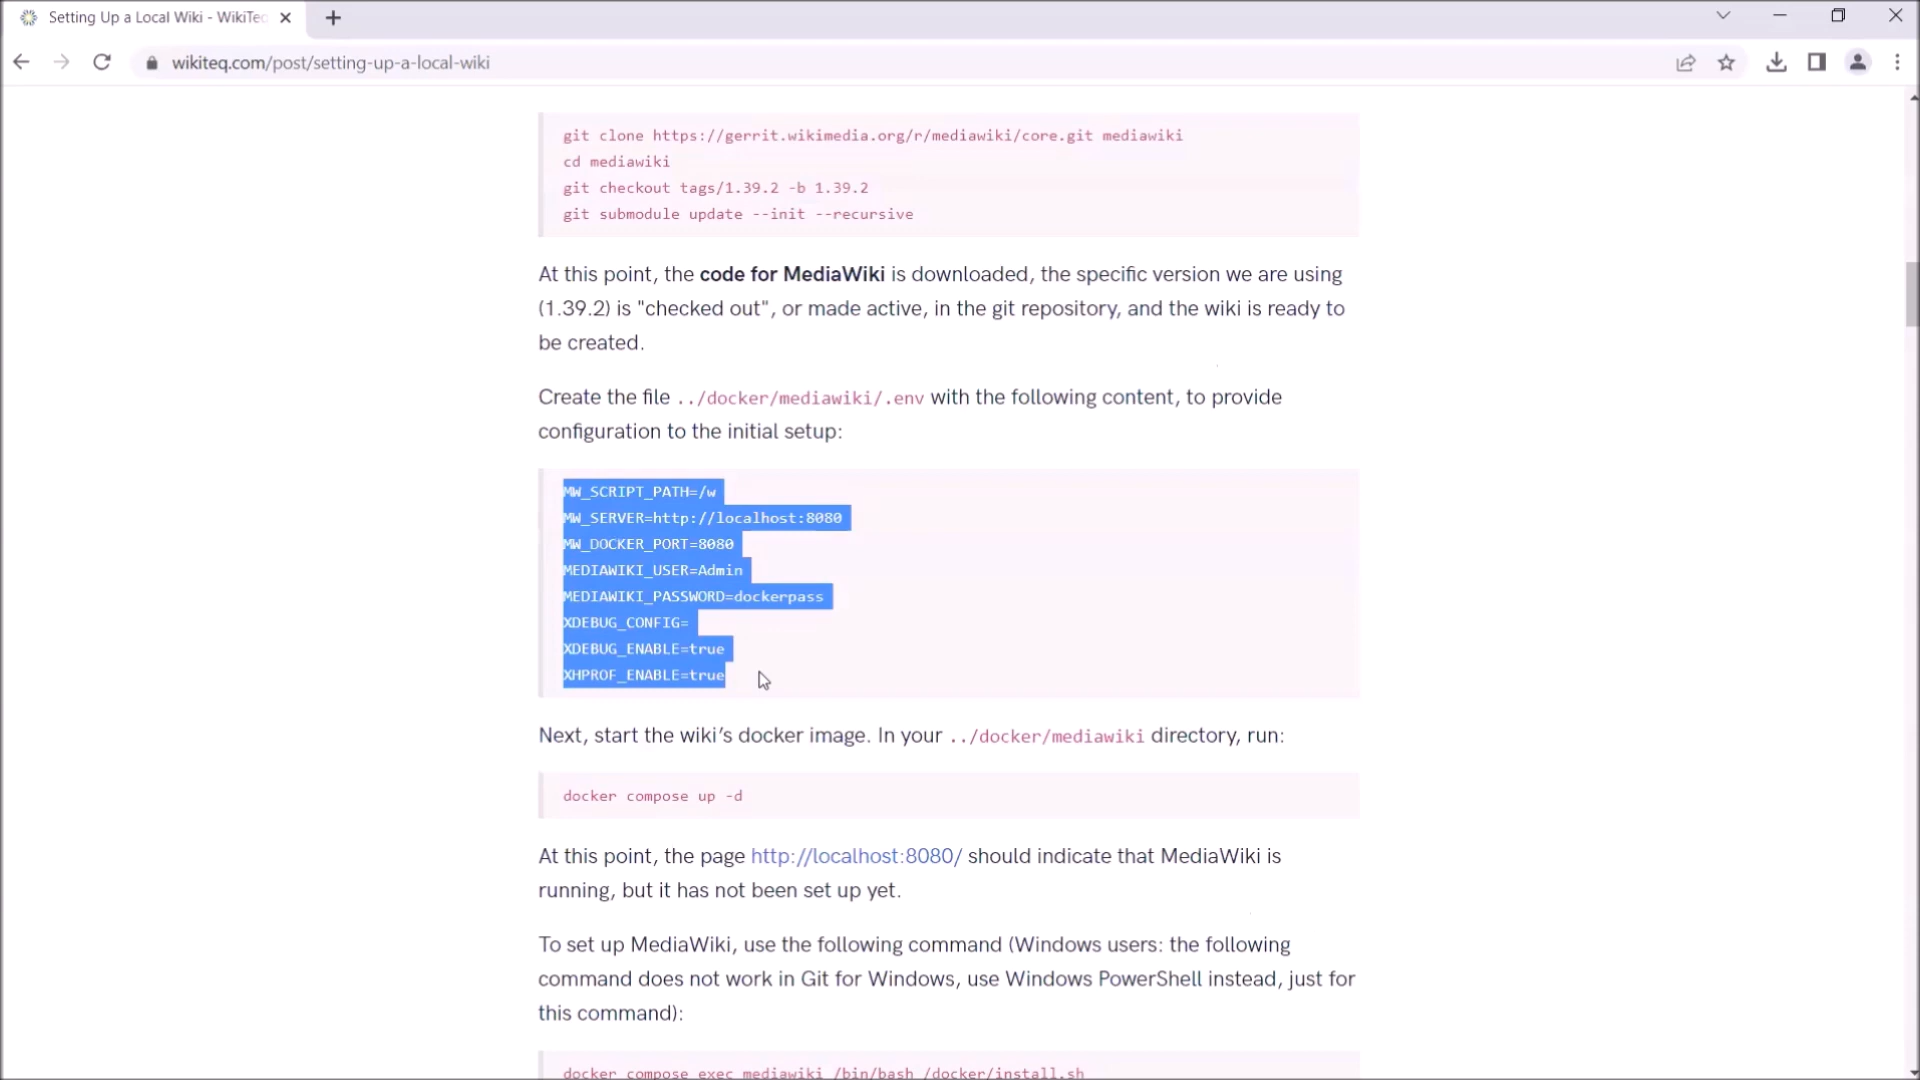 Setting Up a Local Wiki - WikiTec
wikiteq.com/post/setting-up-a-local-wiki
git clone https://gerrit.wikimedia.org/r/mediawiki/core.git mediawiki
cd mediawiki
git checkout tags/1.39.2 -b 1.39.2
git submodule update --init --recursive
At this point, the code for MediaWiki is downloaded, the specific version we are using
(1.39.2) is "checked out", or made active, in the git repository, and the wiki is ready to
be created.
Create the file ../docker/mediawiki/.env with the following content, to provide
configuration to the initial setup:
MW_SCRIPT_PATH=/w
MW_SERVER=http://localhost:8080
MW_DOCKER_PORT=8080
MEDIAWIKI_USER=Admin
MEDIAWIKI_PASSWORD=dockerpass
XDEBUG_CONFIG=
XDEBUG_ENABLE=true
XHPROF_ENABLE=true
Next, start the wiki’s docker image. In your ../docker/mediawiki directory, run:
docker compose up -d
At this point, the page http://localhost:8080/ should indicate that MediaWiki is
running, but it has not been set up yet.
To set up MediaWiki, use the following command (Windows users: the following
command does not work in Git for Windows, use Windows PowerShell instead, just for
this command):
docker compose exec mediawiki /bin/bash /docker/install.sh